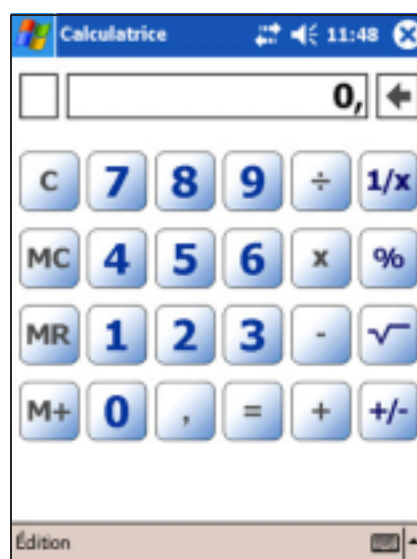 Calculatrice 11:48
0,
C 7 8 9 ÷ 1/x
MC 4 5 6 x %
MR 1 2 3 - √
M+ 0 , = + +/-
Édition